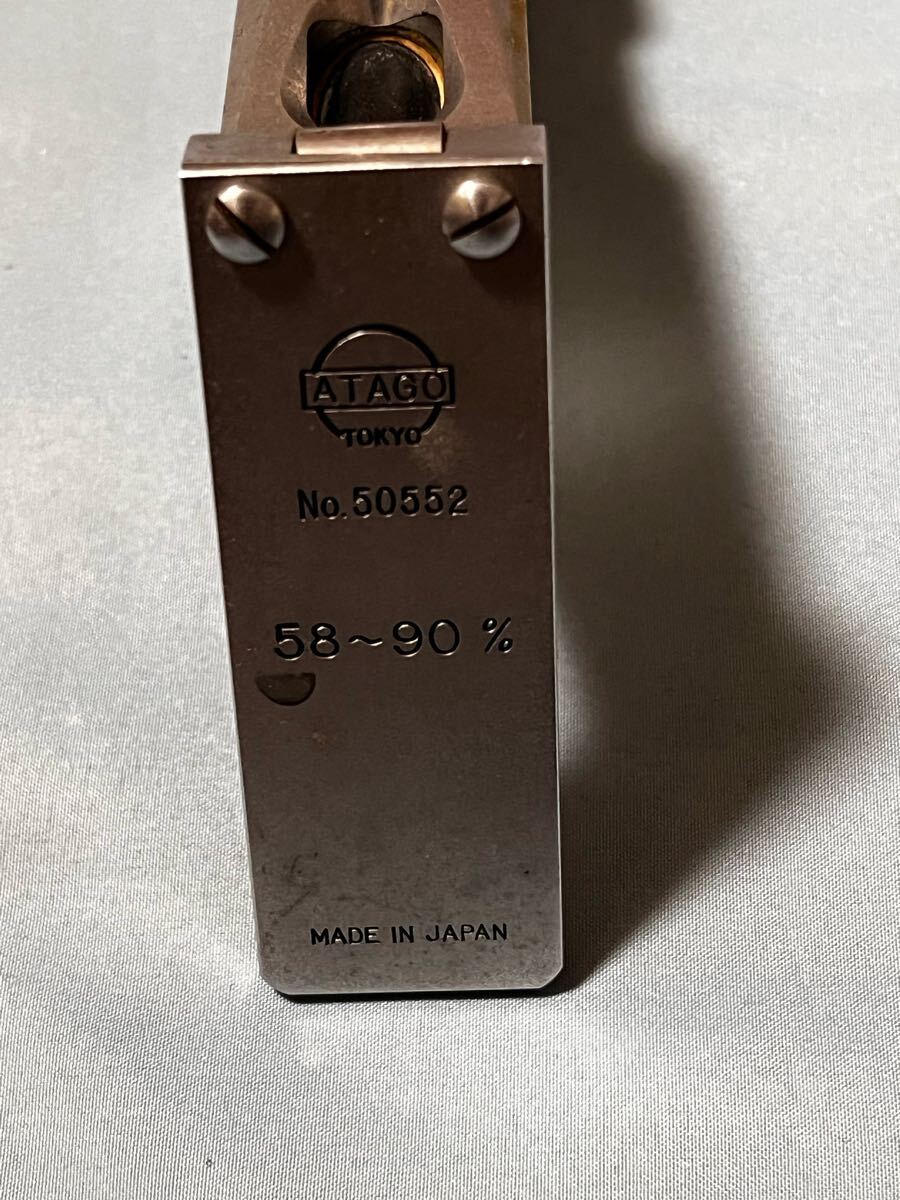 ATAGO
TOKYO
No.50552
58~90 %
MADE IN JAPAN